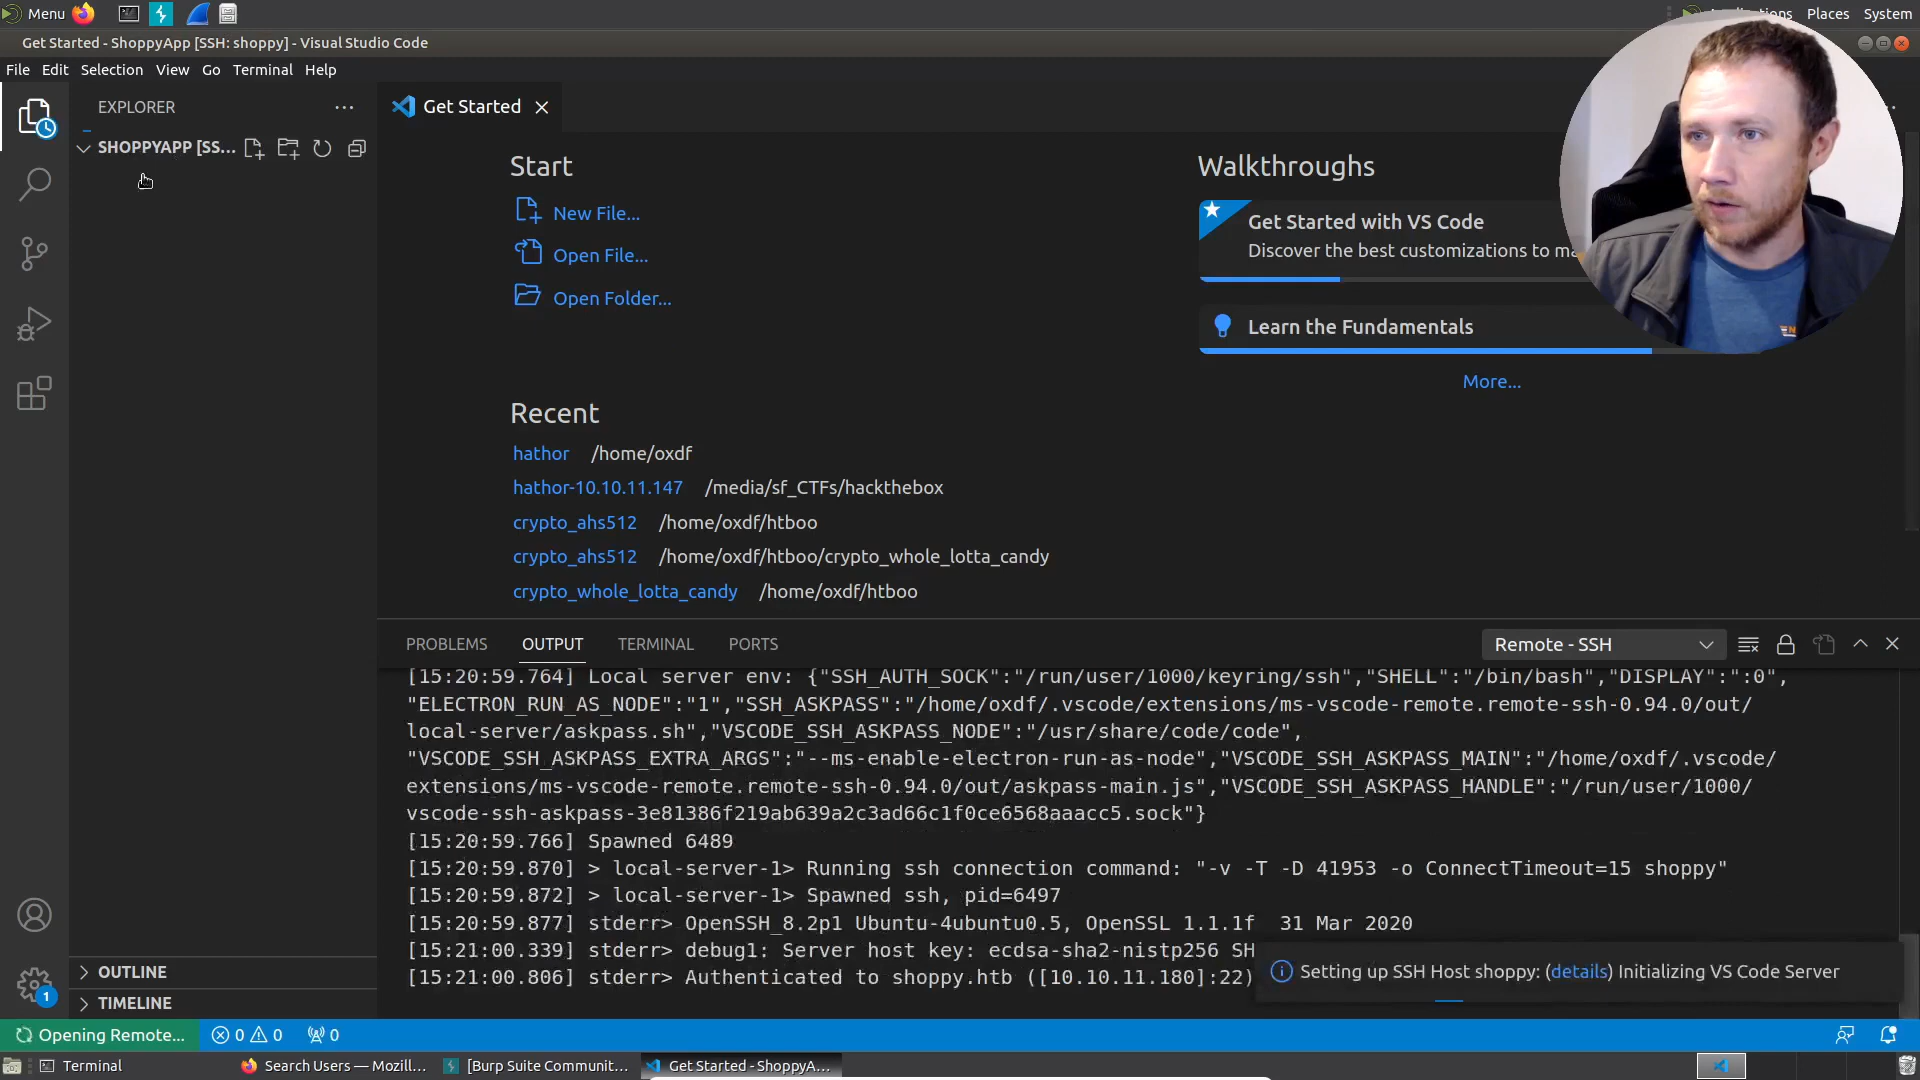 Menu
Applications Places System
Get Started - ShoppyApp [SSH: shoppy] - Visual Studio Code
File Edit Selection View Go Terminal Help
EXPLORER
Get Started
SHOPPYAPP [SS...
Start
New File...
Open File...
Open Folder...
Walkthroughs
Get Started with VS Code
Discover the best customizations to ma
Learn the Fundamentals
More...
Recent
hathor /home/oxdf
hathor-10.10.11.147 /media/sf_CTFs/hackthebox
crypto_ahs512 /home/oxdf/htboo
crypto_ahs512 /home/oxdf/htboo/crypto_whole_lotta_candy
crypto_whole_lotta_candy /home/oxdf/htboo
PROBLEMS OUTPUT TERMINAL PORTS
Remote - SSH
[15:20:59.764] Local server env: {"SSH_AUTH_SOCK":"/run/user/1000/keyring/ssh","SHELL":"/bin/bash","DISPLAY":":0",
"ELECTRON_RUN_AS_NODE":"1","SSH_ASKPASS":"/home/oxdf/.vscode/extensions/ms-vscode-remote.remote-ssh-0.94.0/out/
local-server/askpass.sh","VSCODE_SSH_ASKPASS_NODE":"/usr/share/code/code",
"VSCODE_SSH_ASKPASS_EXTRA_ARGS":"--ms-enable-electron-run-as-node","VSCODE_SSH_ASKPASS_MAIN":"/home/oxdf/.vscode/
extensions/ms-vscode-remote.remote-ssh-0.94.0/out/askpass-main.js","VSCODE_SSH_ASKPASS_HANDLE":"/run/user/1000/
vscode-ssh-askpass-3e81386f219ab639a2c3ad66c1f0ce6568aaacc5.sock"}
[15:20:59.766] Spawned 6489
[15:20:59.870] > local-server-1> Running ssh connection command: "-v -T -D 41953 -o ConnectTimeout=15 shoppy"
[15:20:59.872] > local-server-1> Spawned ssh, pid=6497
[15:20:59.877] stderr> OpenSSH_8.2p1 Ubuntu-4ubuntu0.5, OpenSSL 1.1.1f 31 Mar 2020
[15:21:00.339] stderr> debug1: Server host key: ecdsa-sha2-nistp256 SH
[15:21:00.806] stderr> Authenticated to shoppy.htb ([10.10.11.180]:22)
Setting up SSH Host shoppy: (details) Initializing VS Code Server
OUTLINE
TIMELINE
1
Opening Remote... 0 0 0
Terminal
Search Users — Mozill...
[Burp Suite Communit...
Get Started - ShoppyA...